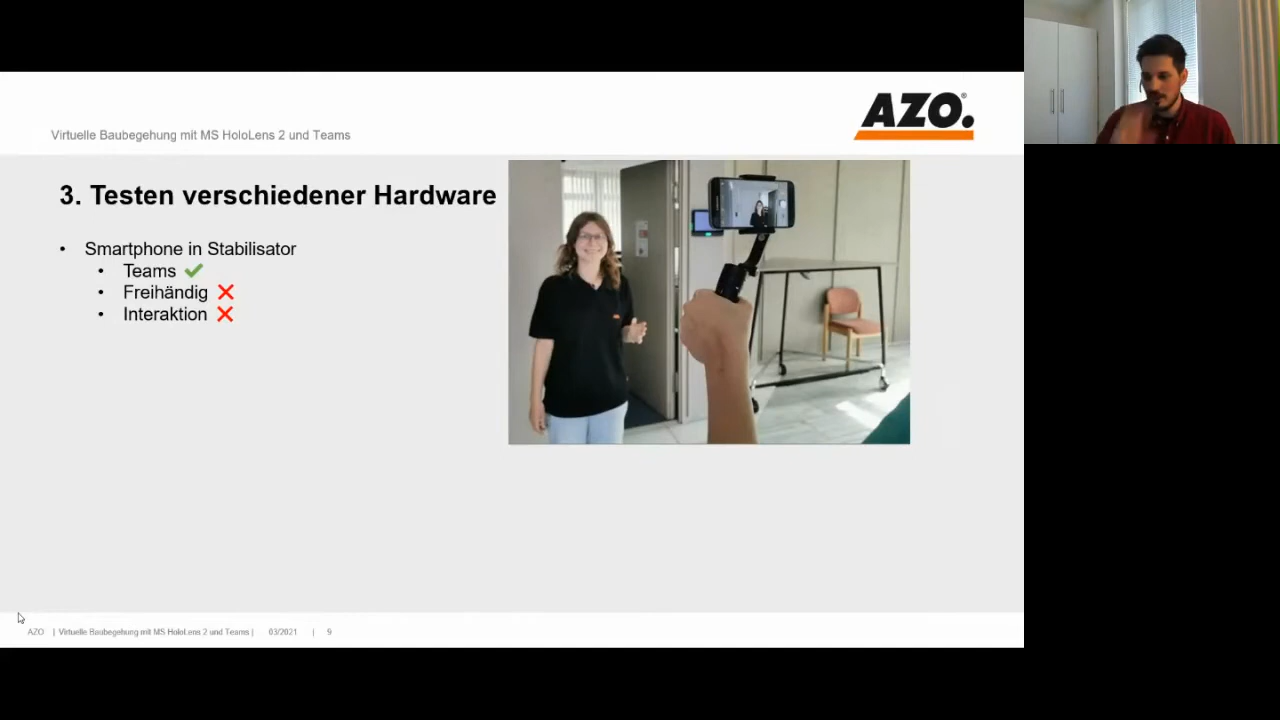 AZO.®
Virtuelle Baubegehung mit MS HoloLens 2 und Teams
3. Testen verschiedener Hardware
• Smartphone in Stabilisator
• Teams ✔
• Freihändig ❌
• Interaktion ❌
AZO | Virtuelle Baubegehung mit MS HoloLens 2 und Teams | 03/2021 | 9